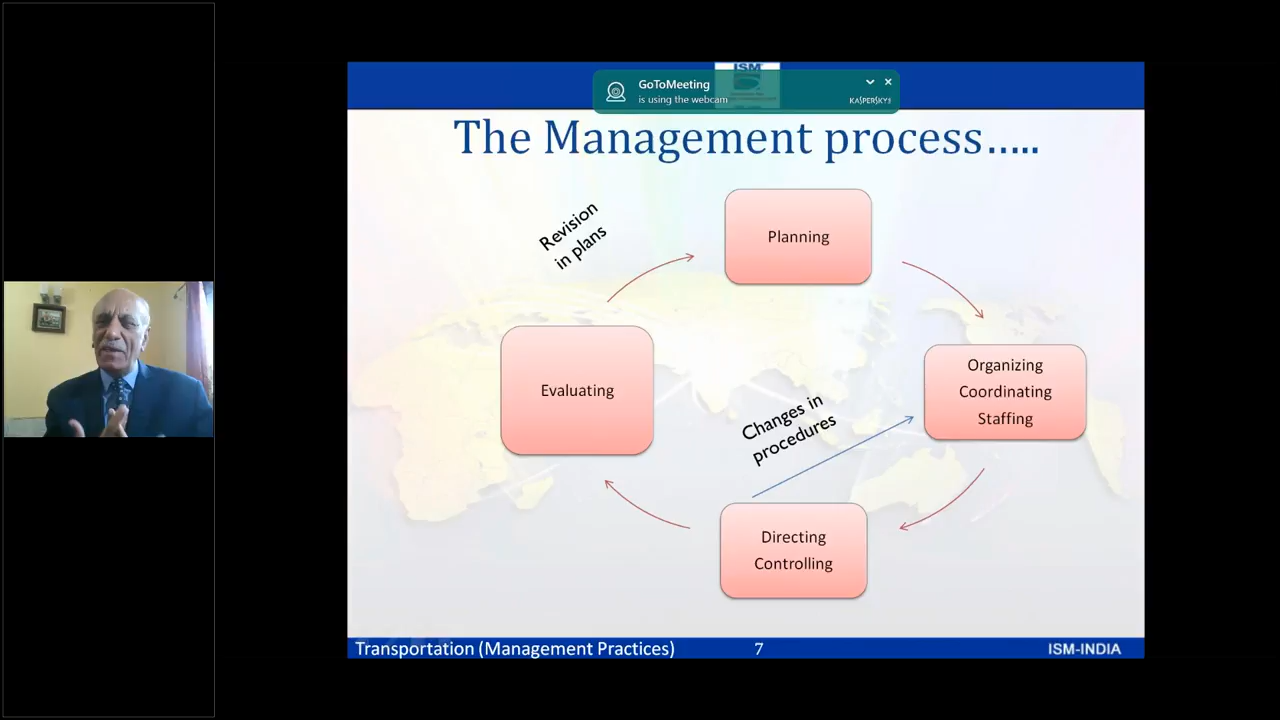 ISM
GoToMeeting
is using the webcam
KASPERSKY
The Management process…..
Revision
in plans
Planning
Organizing
Coordinating
Staffing
Evaluating
Changes in
procedures
Directing
Controlling
Transportation (Management Practices)
7
ISM-INDIA